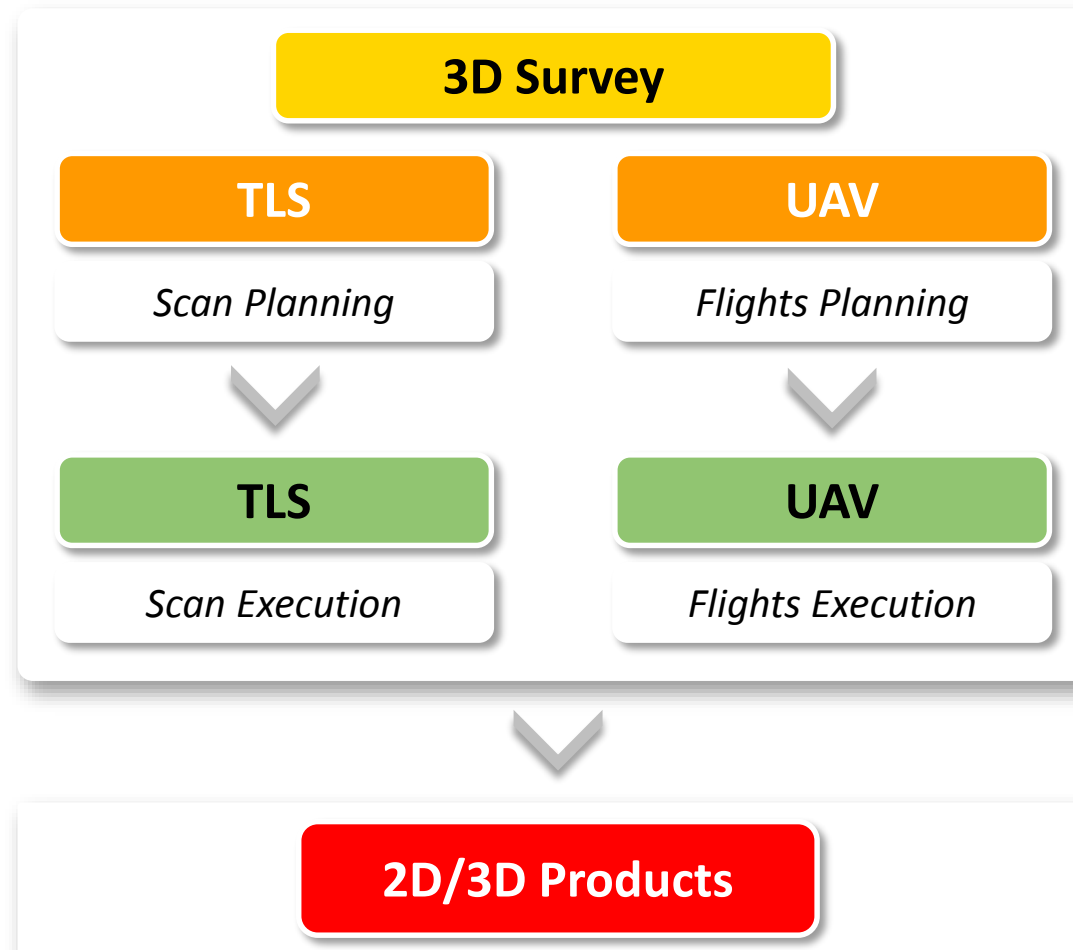 3D Survey
TLS
UAV
Scan Planning
Flights Planning
TLS
UAV
Scan Execution
Flights Execution
2D/3D Products